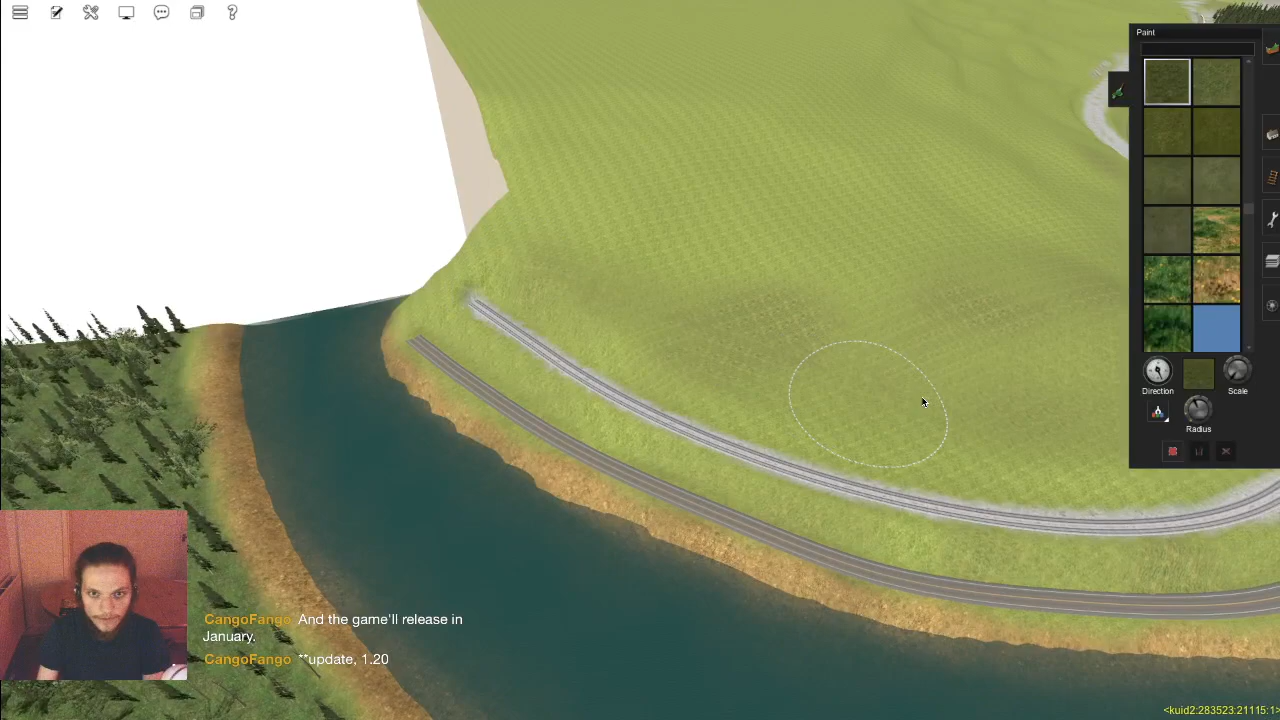 Paint
Direction
Scale
Radius
CangoFango And the game'll release in
January.
CangoFango **update, 1.20
<kuid2:283523:21115:1>